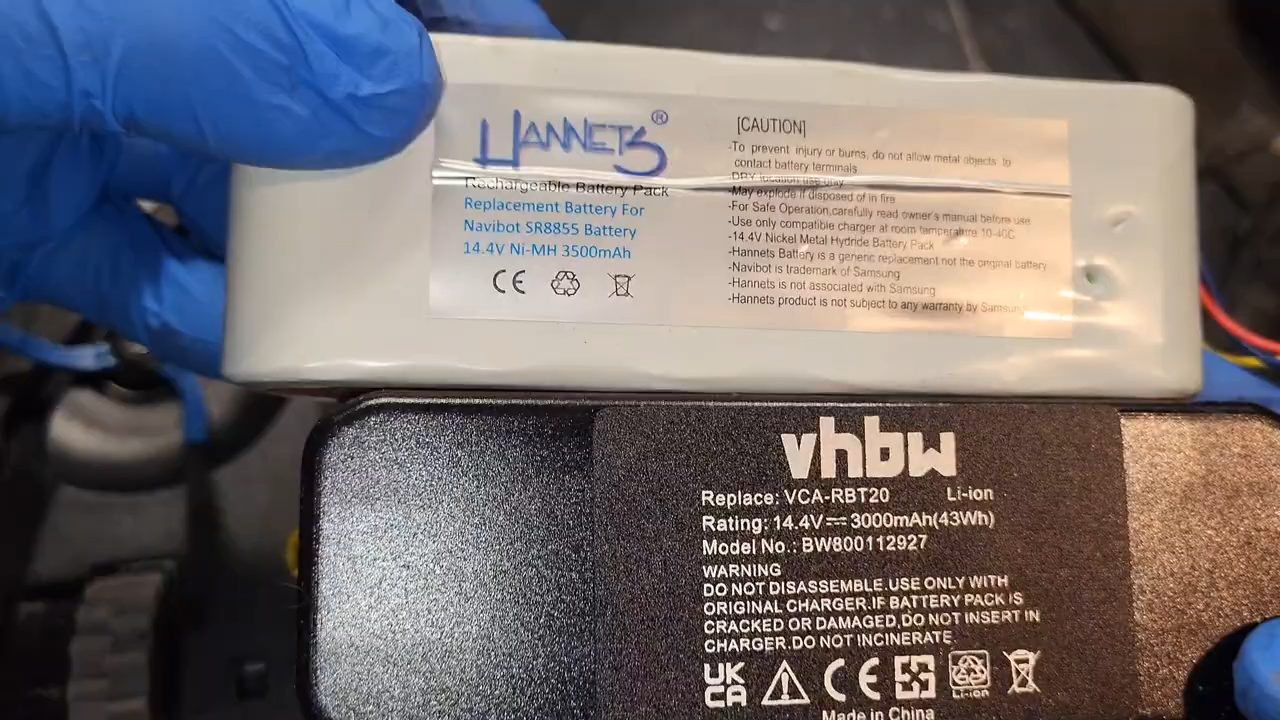 HANNETS®
Rechargeable Battery Pack
Replacement Battery For
Navibot SR8855 Battery
14.4V Ni-MH 3500mAh
CE
[CAUTION]
-To prevent injury or burns, do not allow metal objects to
contact battery terminals
-DRY location use only
-May explode if disposed of in fire
-For Safe Operation,carefully read owner's manual before use
-Use only compatible charger at room temperature 10-40C
-14.4V Nickel Metal Hydride Battery Pack
-Hannets Battery is a generic replacement not the original battery
-Navibot is trademark of Samsung
-Hannets is not associated with Samsung
-Hannets product is not subject to any warranty by Samsung
vhbw
Replace: VCA-RBT20 Li-ion
Rating: 14.4V⎓3000mAh(43Wh)
Model No.: BW800112927
WARNING
DO NOT DISASSEMBLE.USE ONLY WITH
ORIGINAL CHARGER.IF BATTERY PACK IS
CRACKED OR DAMAGED,DO NOT INSERT IN
CHARGER.DO NOT INCINERATE.
UK
CA
CE
Li-ion
Made in China